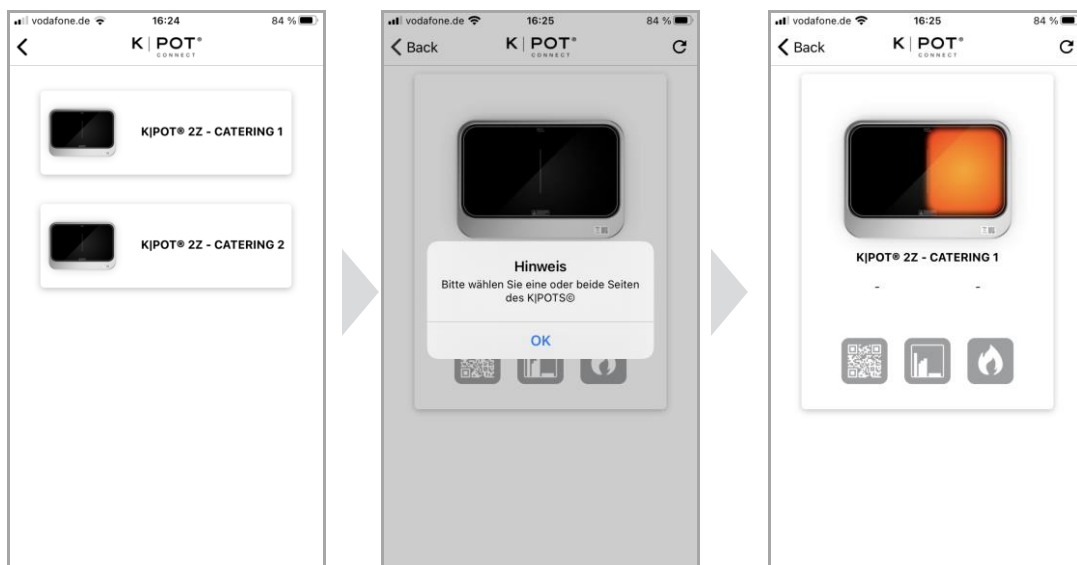 vodafone.de 16:24 84 %
K | POT®
CONNECT
K|POT® 2Z - CATERING 1
K|POT® 2Z - CATERING 2
vodafone.de 16:25 84 %
Back K | POT®
CONNECT
Hinweis
Bitte wählen Sie eine oder beide Seiten
des K|POTS©
OK
vodafone.de 16:25 84 %
Back K | POT®
CONNECT
K|POT® 2Z - CATERING 1
- -